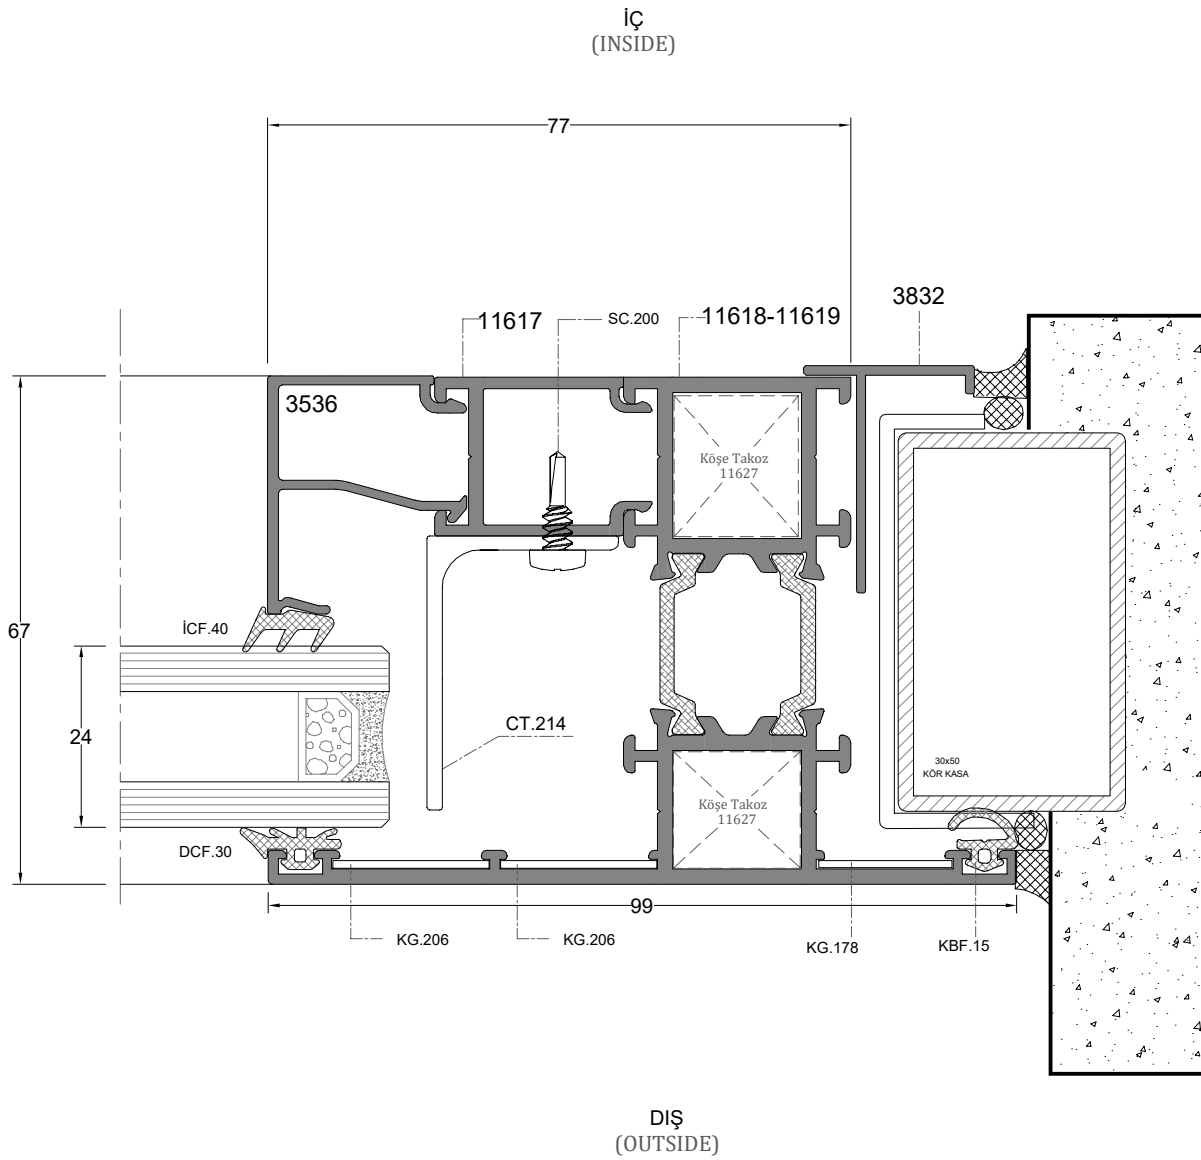 İÇ
(INSIDE)
77
3832
11617
SC.200
11618-11619
3536
Köşe Takoz
11627
İCF.40
67
CT.214
24
30x50
KÖR KASA
Köşe Takoz
11627
DCF.30
99
KG.206
KG.206
KG.178
KBF.15
DIŞ
(OUTSIDE)